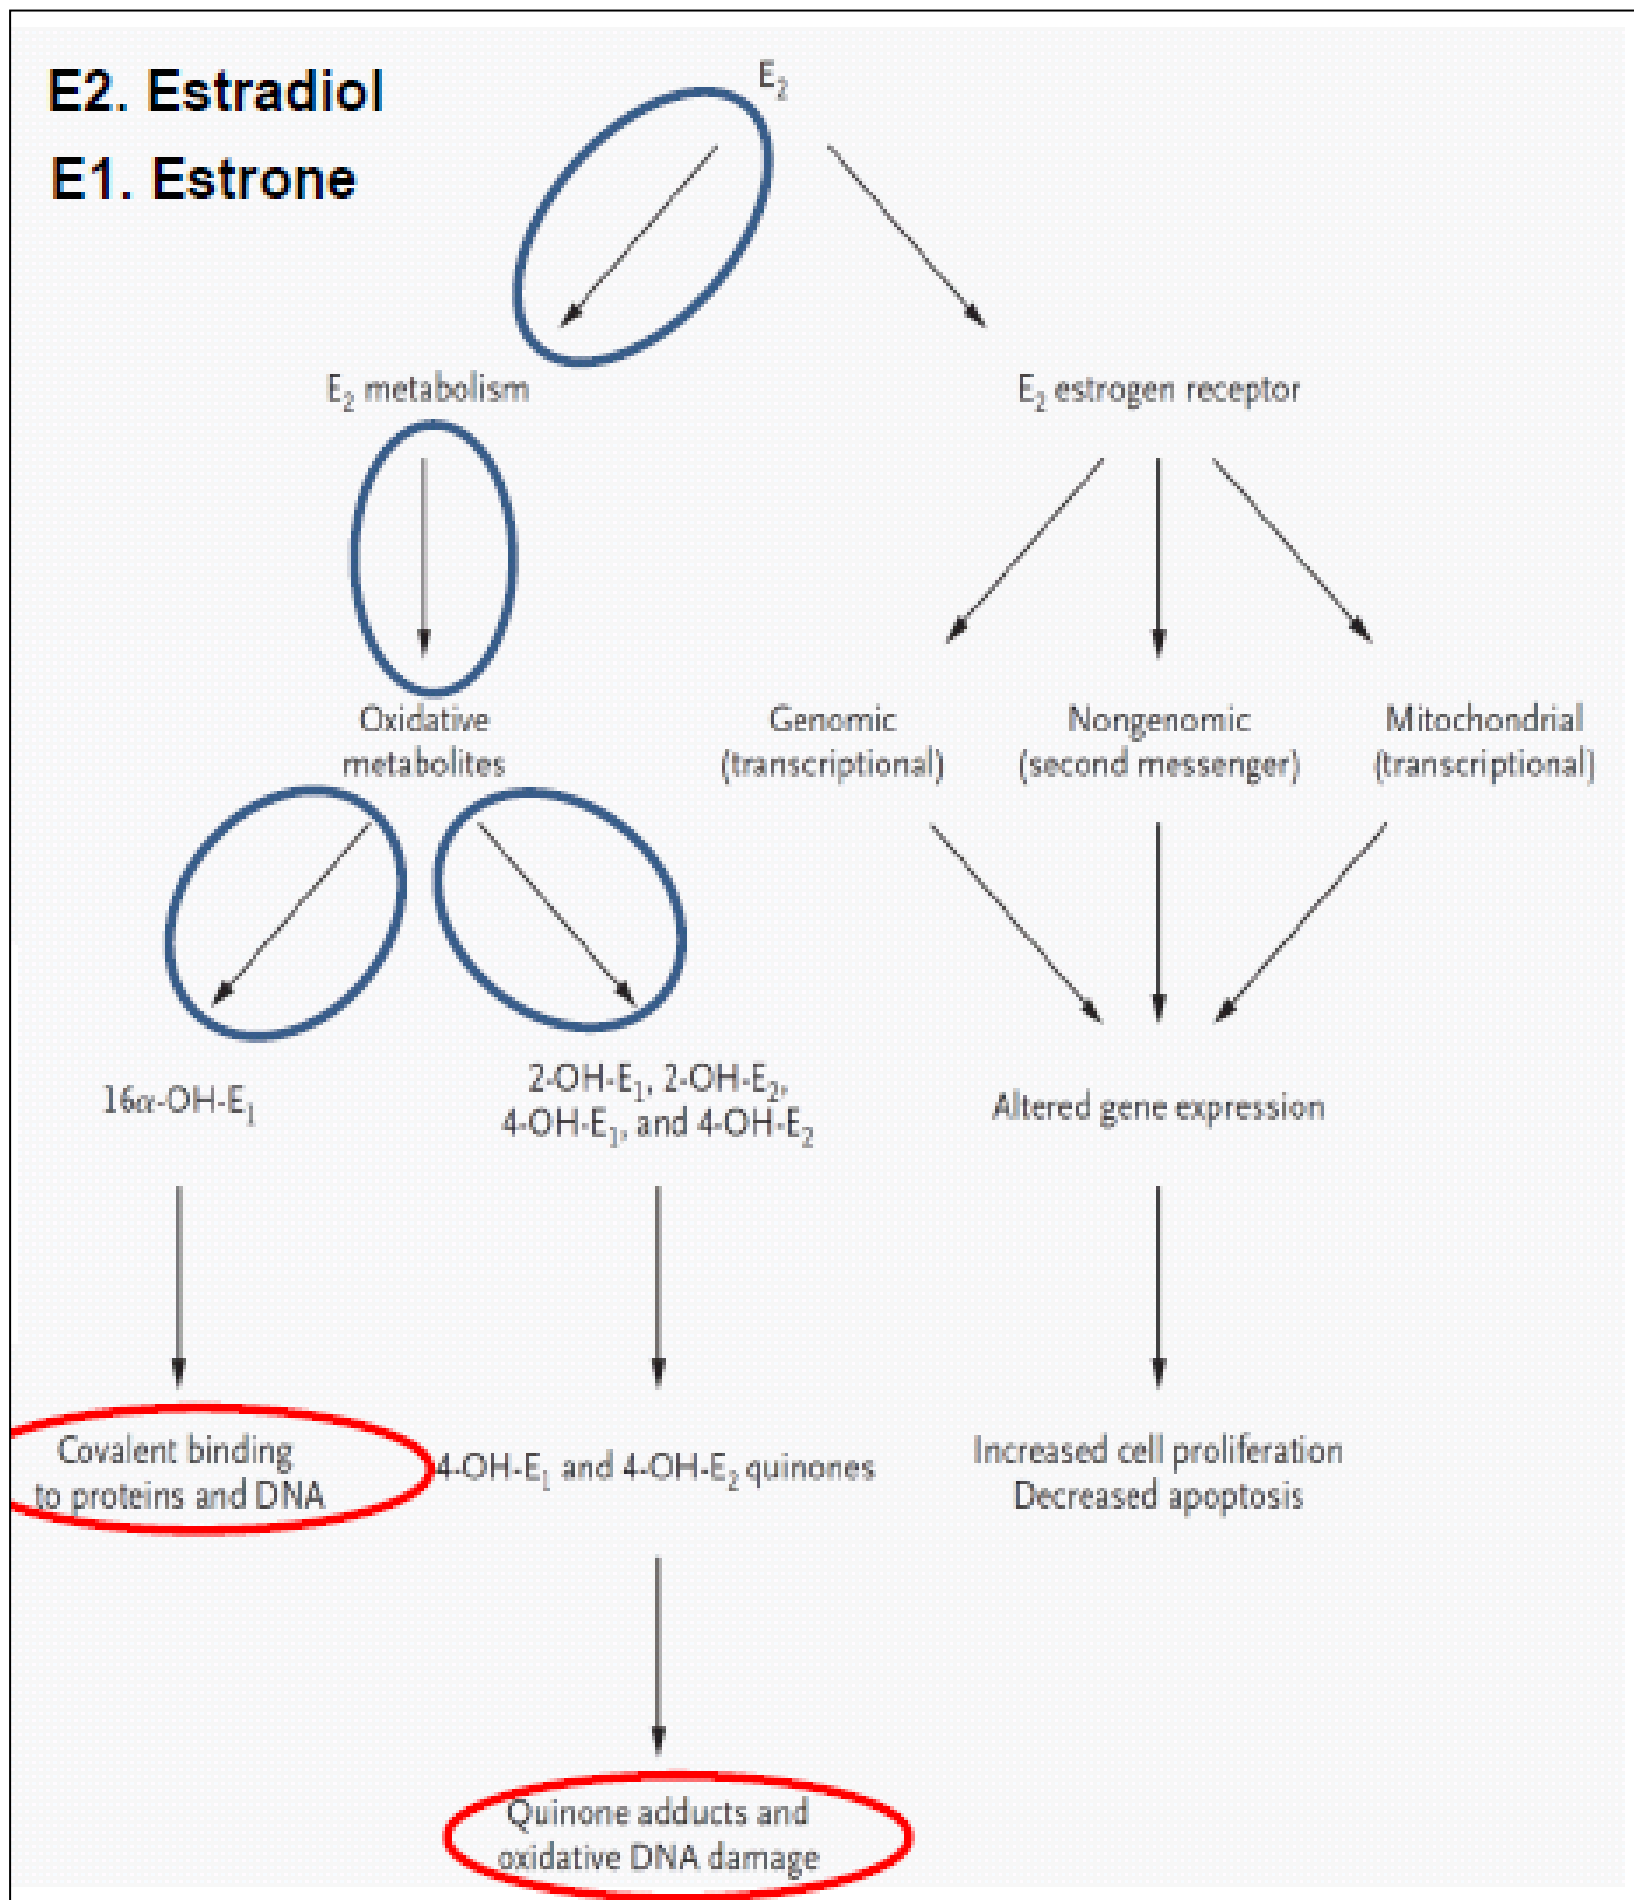 E2. Estradiol
E1. Estrone
E₂
E₂ metabolism
E₂ estrogen receptor
Oxidative
metabolites
Genomic
(transcriptional)
Nongenomic
(second messenger)
Mitochondrial
(transcriptional)
16α-OH-E₁
2-OH-E₁, 2-OH-E₂,
4-OH-E₁, and 4-OH-E₂
Altered gene expression
Covalent binding
to proteins and DNA
4-OH-E₁ and 4-OH-E₂ quinones
Increased cell proliferation
Decreased apoptosis
Quinone adducts and
oxidative DNA damage